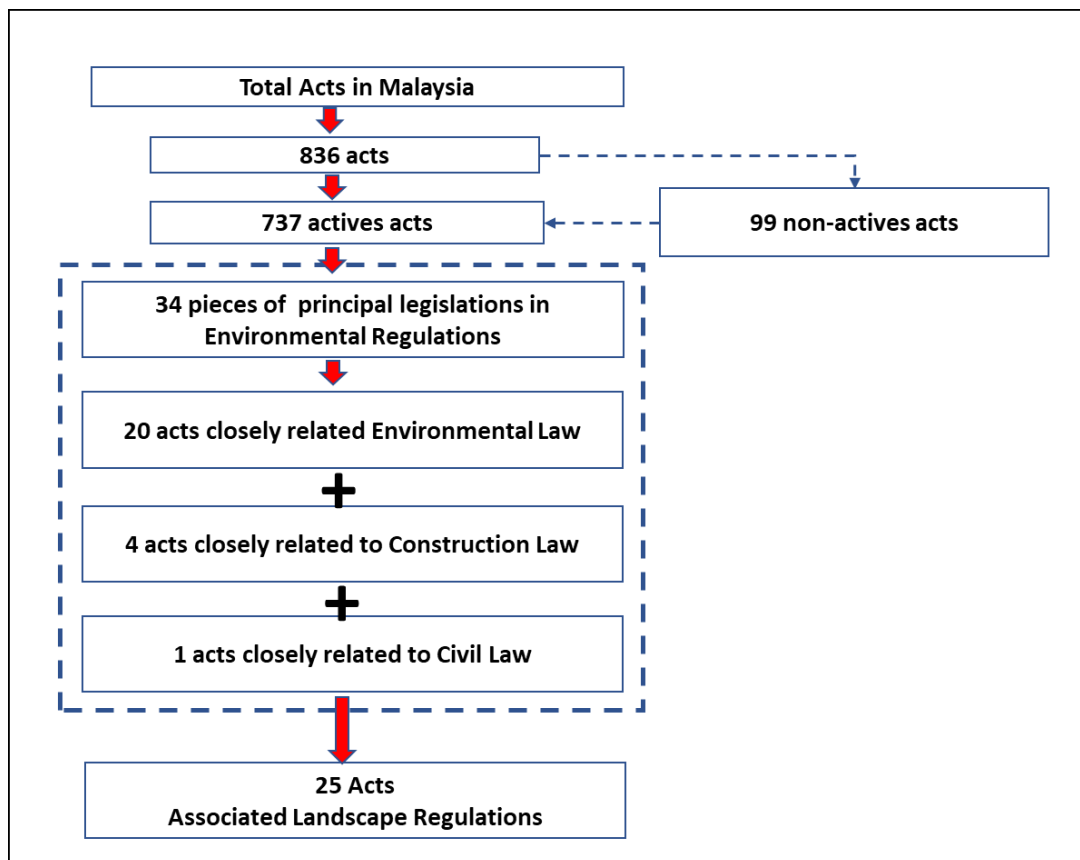 Total Acts in Malaysia
836 acts
737 actives acts
99 non-actives acts
34 pieces of principal legislations in
Environmental Regulations
20 acts closely related Environmental Law
+
4 acts closely related to Construction Law
+
1 acts closely related to Civil Law
25 Acts
Associated Landscape Regulations